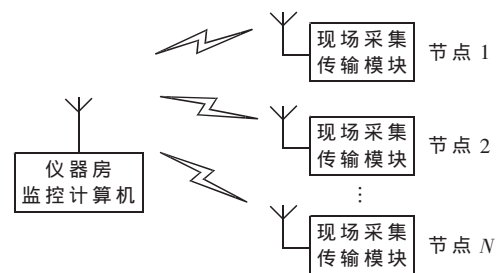 现场采集
传输模块
节点 1
仪器房
监控计算机
现场采集
传输模块
节点 2
⋮
现场采集
传输模块
节点 N